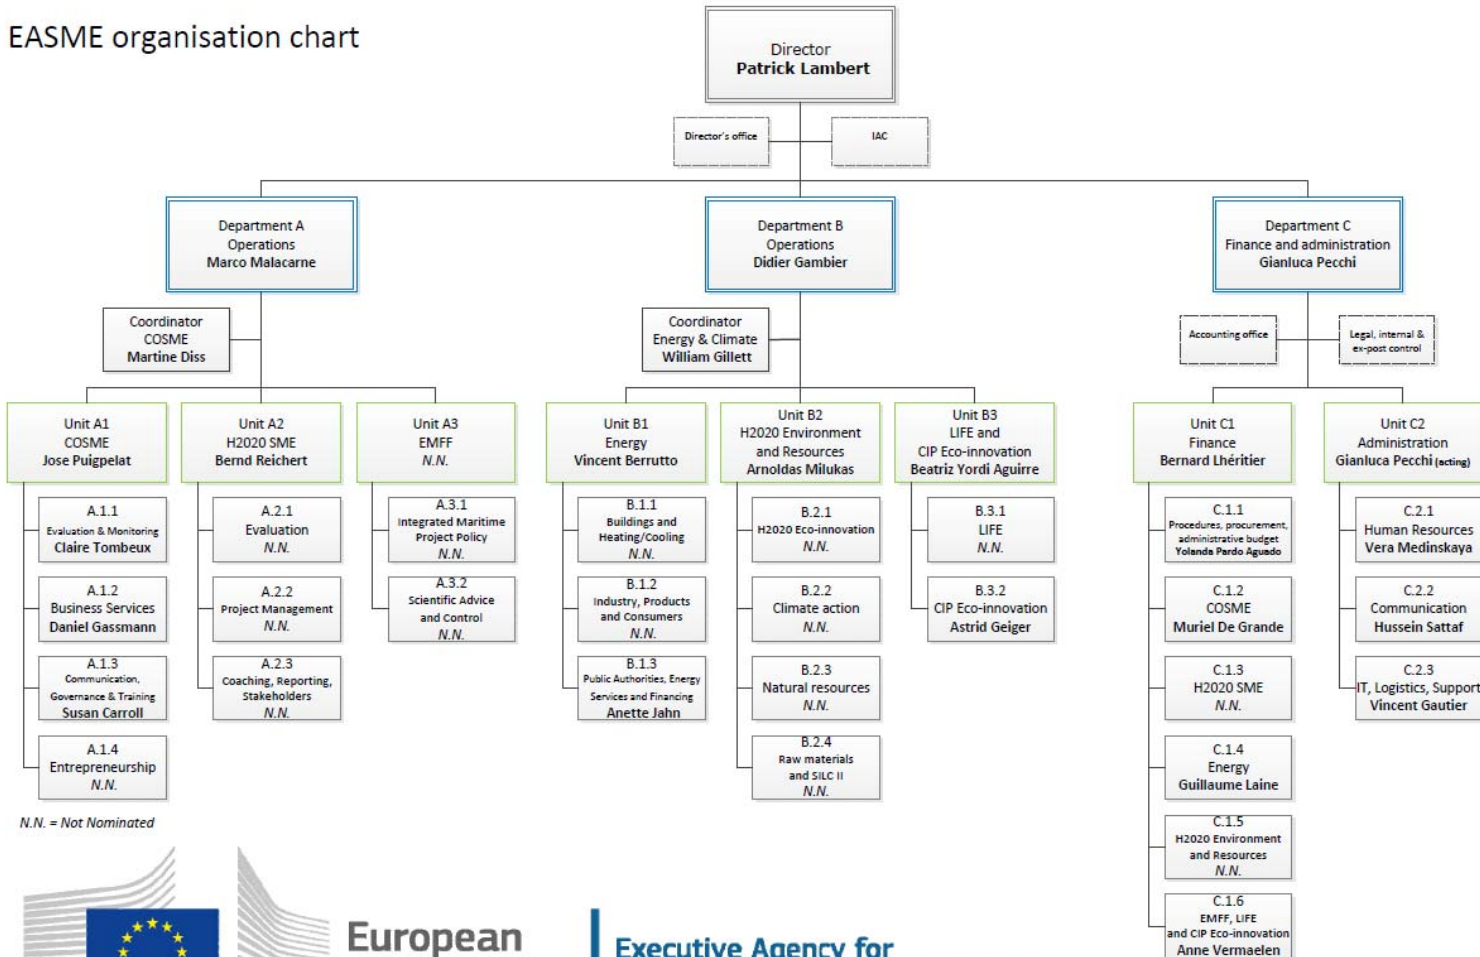 EASME organisation chart
Director
Patrick Lambert
Director's office
IAC
Department A
Operations
Marco Malacarne
Department B
Operations
Didier Gambier
Department C
Finance and administration
Gianluca Pecchi
Coordinator
COSME
Martine Diss
Coordinator
Energy & Climate
William Gillett
Accounting office
Legal, internal &
ex-post control
Unit A1
COSME
Jose Puigpelat
Unit A2
H2020 SME
Bernd Reichert
Unit A3
EMFF
N.N.
Unit B1
Energy
Vincent Berrutto
Unit B2
H2020 Environment
and Resources
Arnoldas Milukas
Unit B3
LIFE and
CIP Eco-innovation
Beatriz Yordi Aguirre
Unit C1
Finance
Bernard Lhéritier
Unit C2
Administration
Gianluca Pecchi (acting)
A.1.1
Evaluation & Monitoring
Claire Tombeux
A.1.2
Business Services
Daniel Gassmann
A.1.3
Communication,
Governance & Training
Susan Carroll
A.1.4
Entrepreneurship
N.N.
A.2.1
Evaluation
N.N.
A.2.2
Project Management
N.N.
A.2.3
Coaching, Reporting,
Stakeholders
N.N.
A.3.1
Integrated Maritime
Project Policy
N.N.
A.3.2
Scientific Advice
and Control
N.N.
B.1.1
Buildings and
Heating/Cooling
N.N.
B.1.2
Industry, Products
and Consumers
N.N.
B.1.3
Public Authorities, Energy
Services and Financing
Anette Jahn
B.2.1
H2020 Eco-innovation
N.N.
B.2.2
Climate action
N.N.
B.2.3
Natural resources
N.N.
B.2.4
Raw materials
and SILC II
N.N.
B.3.1
LIFE
N.N.
B.3.2
CIP Eco-innovation
Astrid Geiger
C.1.1
Procedures, procurement,
administrative budget
Yolanda Pardo Aguado
C.1.2
COSME
Muriel De Grande
C.1.3
H2020 SME
N.N.
C.1.4
Energy
Guillaume Laine
C.1.5
H2020 Environment
and Resources
N.N.
C.1.6
EMFF, LIFE
and CIP Eco-innovation
Anne Vermaelen
C.2.1
Human Resources
Vera Medinskaya
C.2.2
Communication
Hussein Sattaf
C.2.3
IT, Logistics, Support
Vincent Gautier
N.N. = Not Nominated
European
Executive Agency for